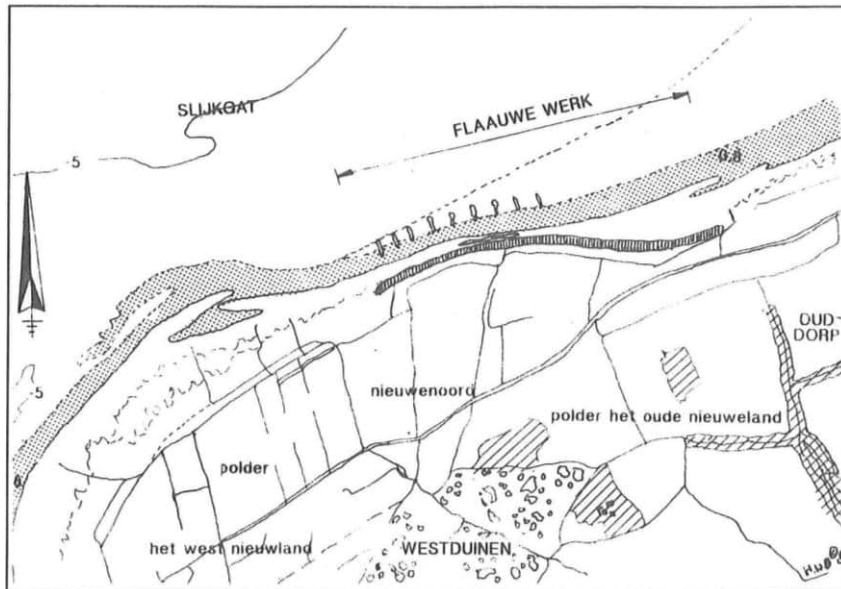 SLIJKGAT
FLAAUWE WERK
-5
0,8
OUD-
DORP
-5
nieuwenoord
polder het oude nieuweland
polder
het west nieuwland
WESTDUINEN